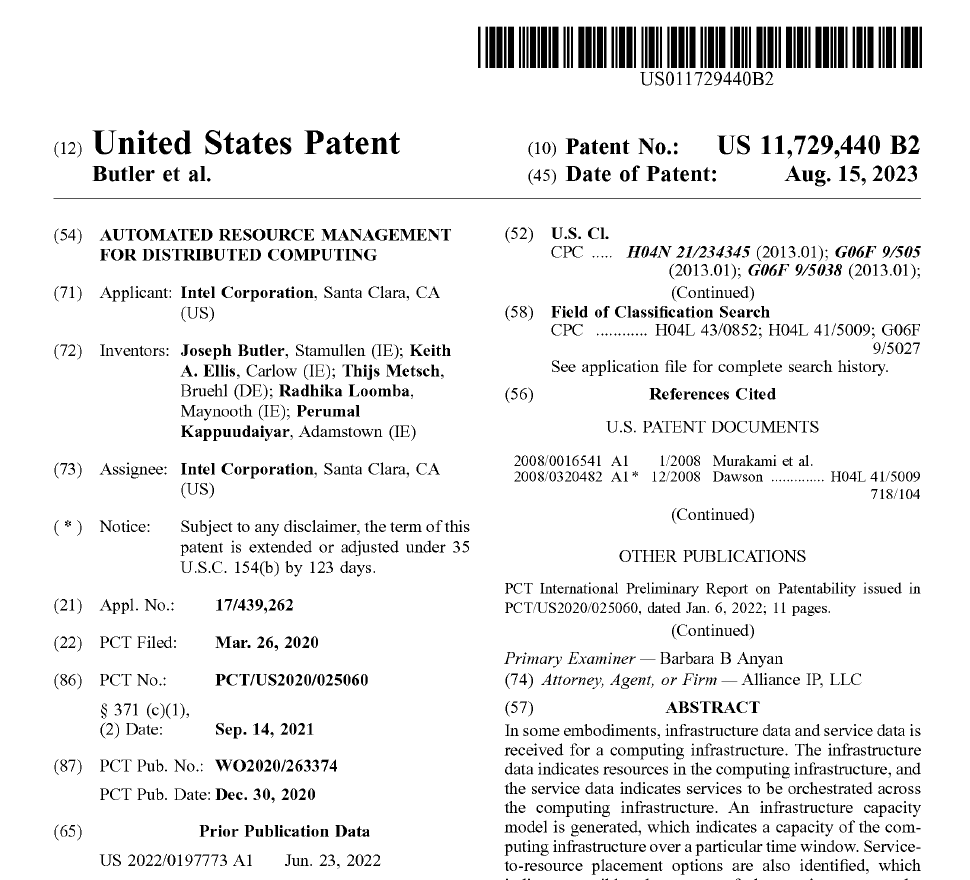 US011729440B2
(12) United States Patent
Butler et al.
(10) Patent No.: US 11,729,440 B2
(45) Date of Patent: Aug. 15, 2023
(54) AUTOMATED RESOURCE MANAGEMENT
FOR DISTRIBUTED COMPUTING
(71) Applicant: Intel Corporation, Santa Clara, CA
(US)
(72) Inventors: Joseph Butler, Stamullen (IE); Keith
A. Ellis, Carlow (IE); Thijs Metsch,
Bruehl (DE); Radhika Loomba,
Maynooth (IE); Perumal
Kappuudaiyar, Adamstown (IE)
(73) Assignee: Intel Corporation, Santa Clara, CA
(US)
( * ) Notice: Subject to any disclaimer, the term of this
patent is extended or adjusted under 35
U.S.C. 154(b) by 123 days.
(21) Appl. No.: 17/439,262
(22) PCT Filed: Mar. 26, 2020
(86) PCT No.: PCT/US2020/025060
§ 371 (c)(1),
(2) Date: Sep. 14, 2021
(87) PCT Pub. No.: WO2020/263374
PCT Pub. Date: Dec. 30, 2020
(65) Prior Publication Data
US 2022/0197773 A1 Jun. 23, 2022
(52) U.S. Cl.
CPC ..... H04N 21/234345 (2013.01); G06F 9/505
(2013.01); G06F 9/5038 (2013.01);
(Continued)
(58) Field of Classification Search
CPC ............ H04L 43/0852; H04L 41/5009; G06F
9/5027
See application file for complete search history.
(56) References Cited
U.S. PATENT DOCUMENTS
2008/0016541 A1 1/2008 Murakami et al.
2008/0320482 A1* 12/2008 Dawson ............. H04L 41/5009
718/104
(Continued)
OTHER PUBLICATIONS
PCT International Preliminary Report on Patentability issued in
PCT/US2020/025060, dated Jan. 6, 2022; 11 pages.
(Continued)
Primary Examiner — Barbara B Anyan
(74) Attorney, Agent, or Firm — Alliance IP, LLC
(57) ABSTRACT
In some embodiments, infrastructure data and service data is
received for a computing infrastructure. The infrastructure
data indicates resources in the computing infrastructure, and
the service data indicates services to be orchestrated across
the computing infrastructure. An infrastructure capacity
model is generated, which indicates a capacity of the com-
puting infrastructure over a particular time window. Service-
to-resource placement options are also identified, which